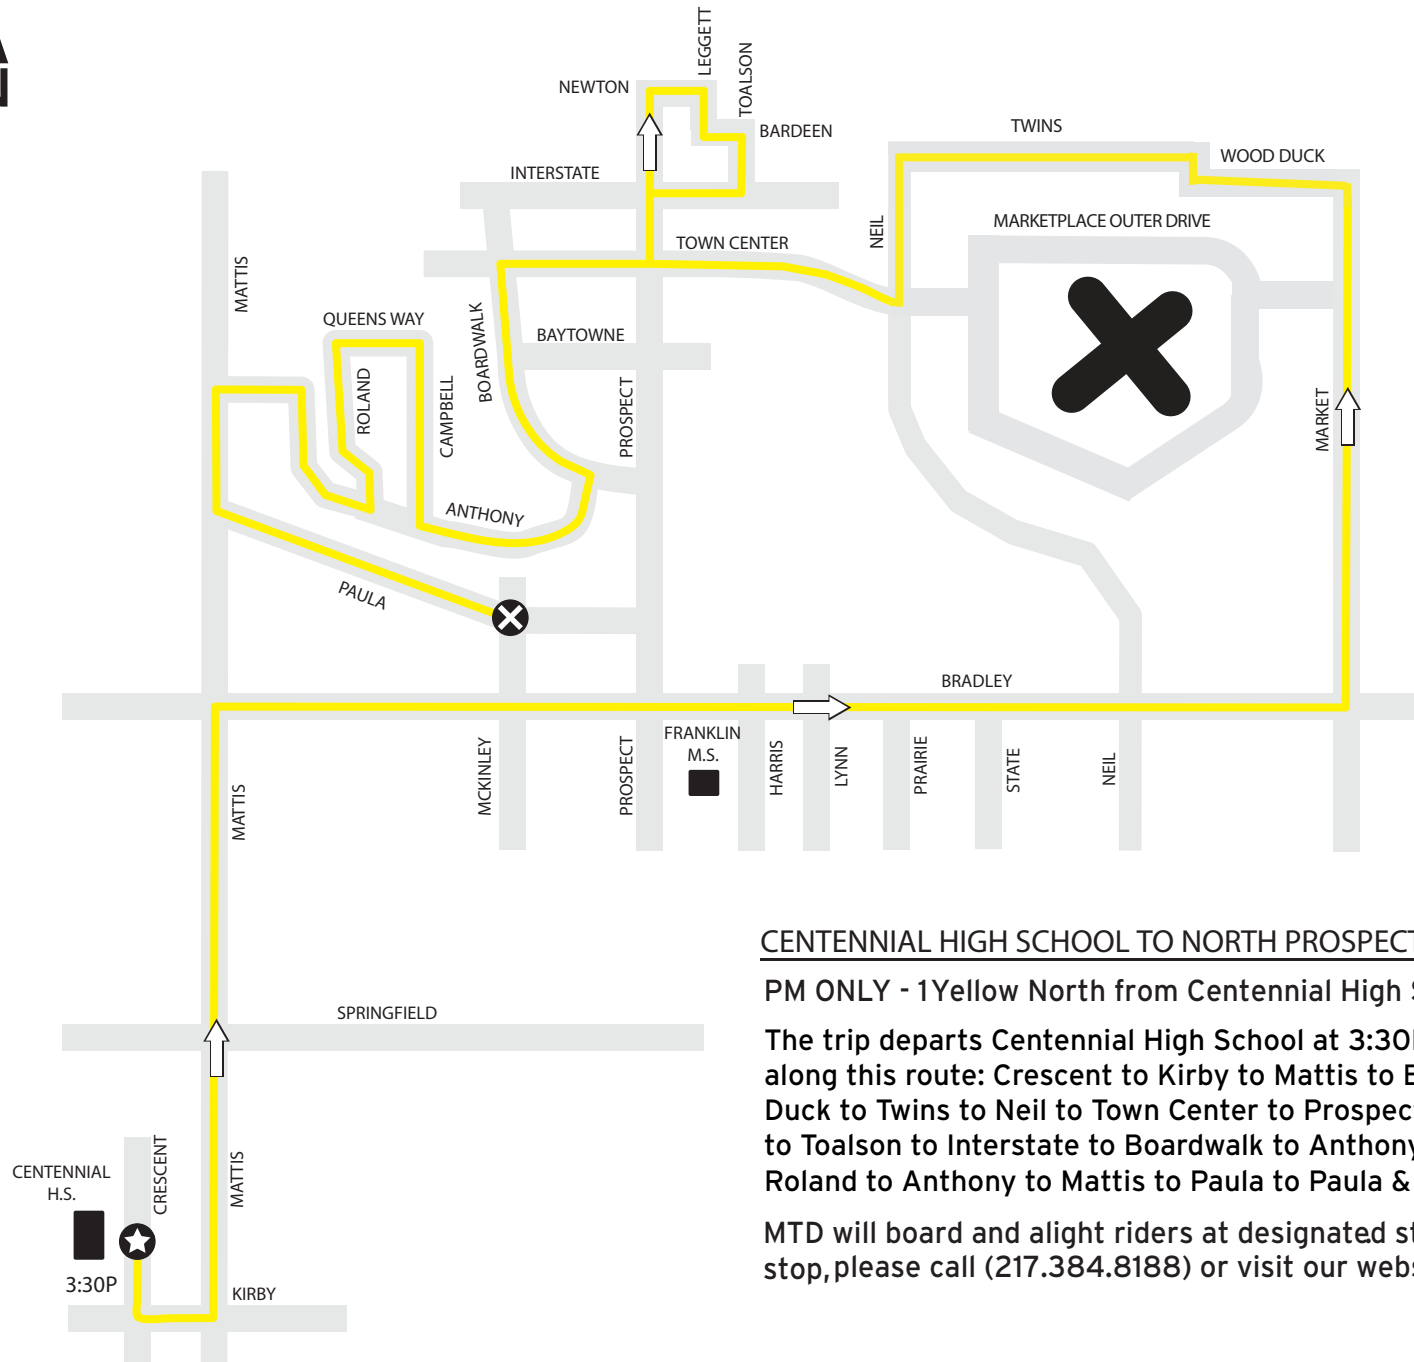 LEGGETT
TOALSON
NEWTON
BARDEEN
TWINS
WOOD DUCK
INTERSTATE
MARKETPLACE OUTER DRIVE
NEIL
TOWN CENTER
MATTIS
QUEENS WAY
BOARDWALK
BAYTOWNE
ROLAND
CAMPBELL
PROSPECT
MARKET
ANTHONY
PAULA
BRADLEY
FRANKLIN
M.S.
MCKINLEY
PROSPECT
HARRIS
LYNN
PRAIRIE
STATE
NEIL
MATTIS
SPRINGFIELD
CENTENNIAL
H.S.
CRESCENT
MATTIS
3:30P
KIRBY
CENTENNIAL HIGH SCHOOL TO NORTH PROSPECT
PM ONLY - 1Yellow North from Centennial High
The trip departs Centennial High School at 3:30
along this route: Crescent to Kirby to Mattis to
Duck to Twins to Neil to Town Center to Prospec
to Toalson to Interstate to Boardwalk to Anthony
Roland to Anthony to Mattis to Paula to Paula &
MTD will board and alight riders at designated st
stop, please call (217.384.8188) or visit our webs